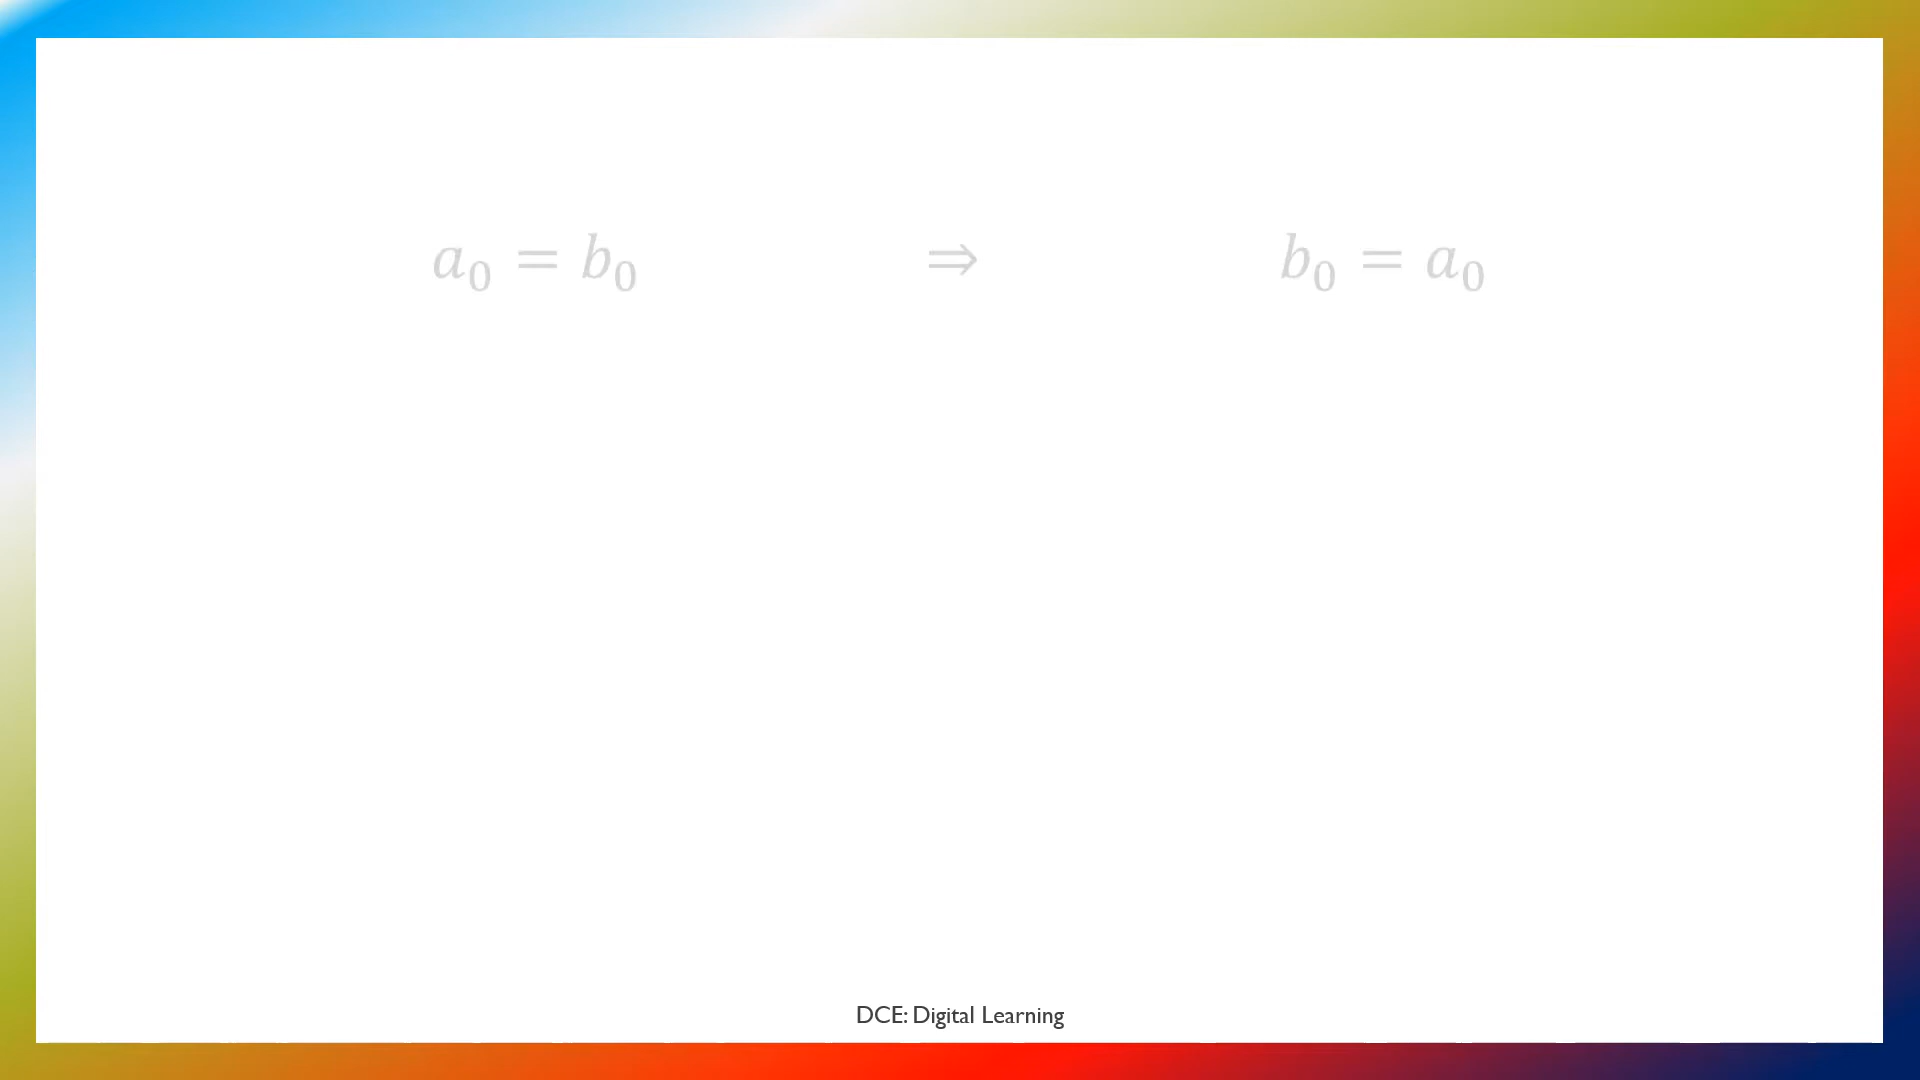 a₀ = b₀ ⇒ b₀ = a₀
DCE: Digital Learning